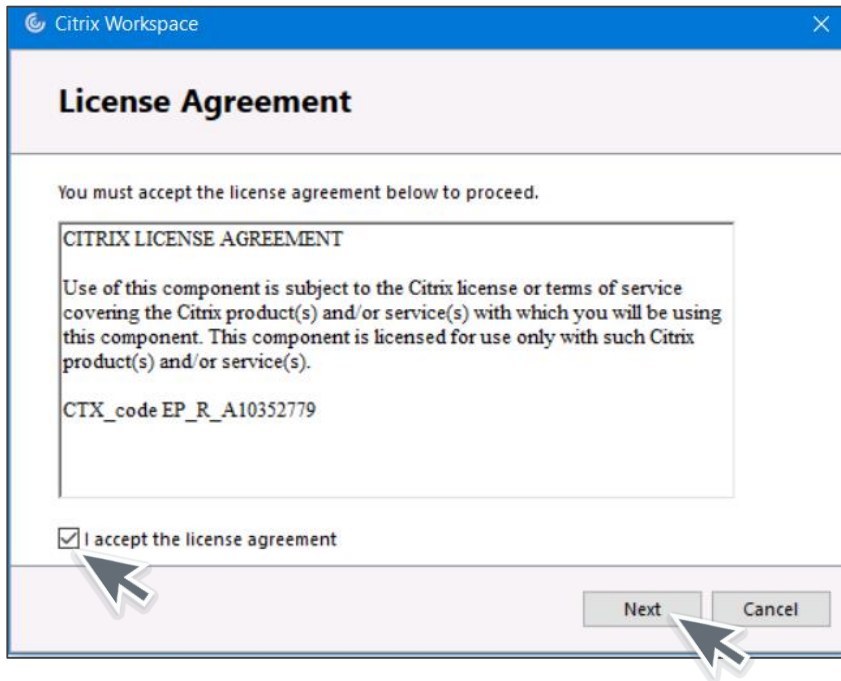 Citrix Workspace
License Agreement
You must accept the license agreement below to proceed.
CITRIX LICENSE AGREEMENT
Use of this component is subject to the Citrix license or terms of service
covering the Citrix product(s) and/or service(s) with which you will be using
this component. This component is licensed for use only with such Citrix
product(s) and/or service(s).
CTX_code EP_R_A10352779
I accept the license agreement
Next Cancel